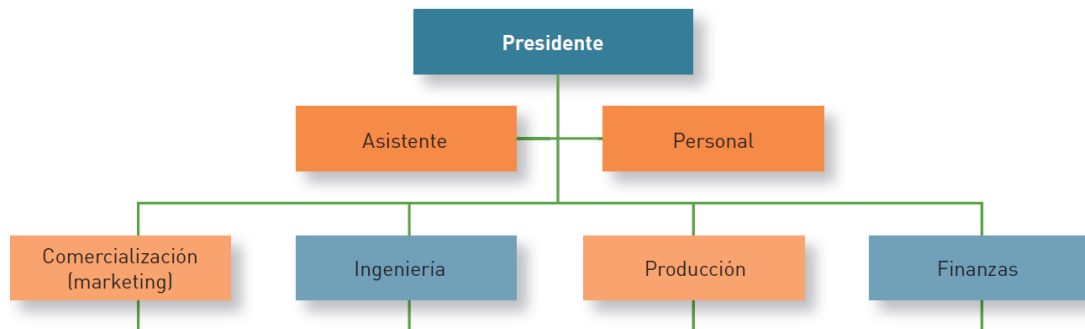 Presidente
Asistente
Personal
Comercialización
(marketing)
Ingeniería
Producción
Finanzas